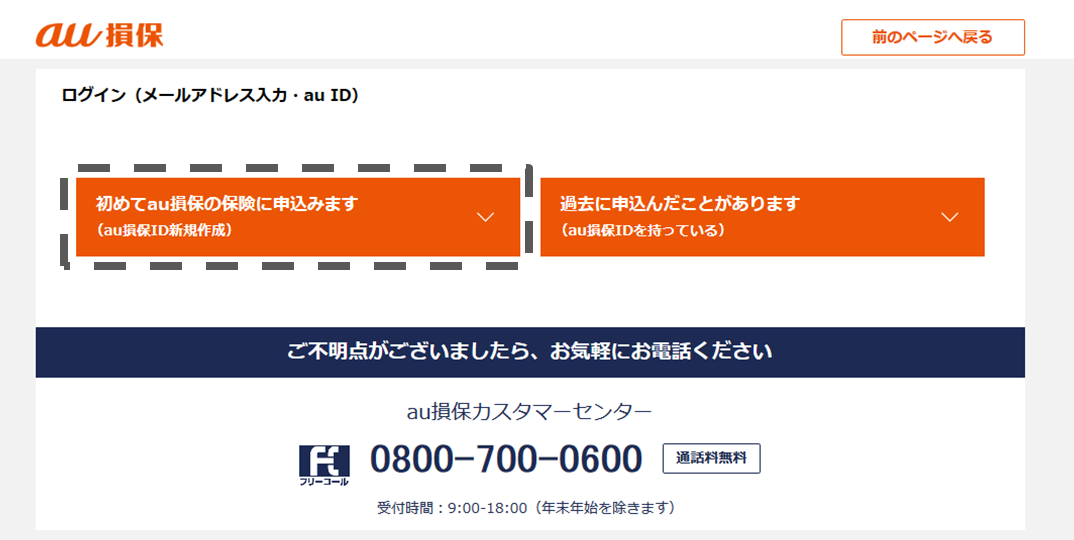 au損保
前のページへ戻る
ログイン（メールアドレス入力・au ID）
初めてau損保の保険に申込みます
（au損保ID新規作成）
過去に申込んだことがあります
（au損保IDを持っている）
ご不明点がございましたら、お気軽にお電話ください
au損保カスタマーセンター
フリーコール
0800−700−0600
通話料無料
受付時間：9:00-18:00（年末年始を除きます）